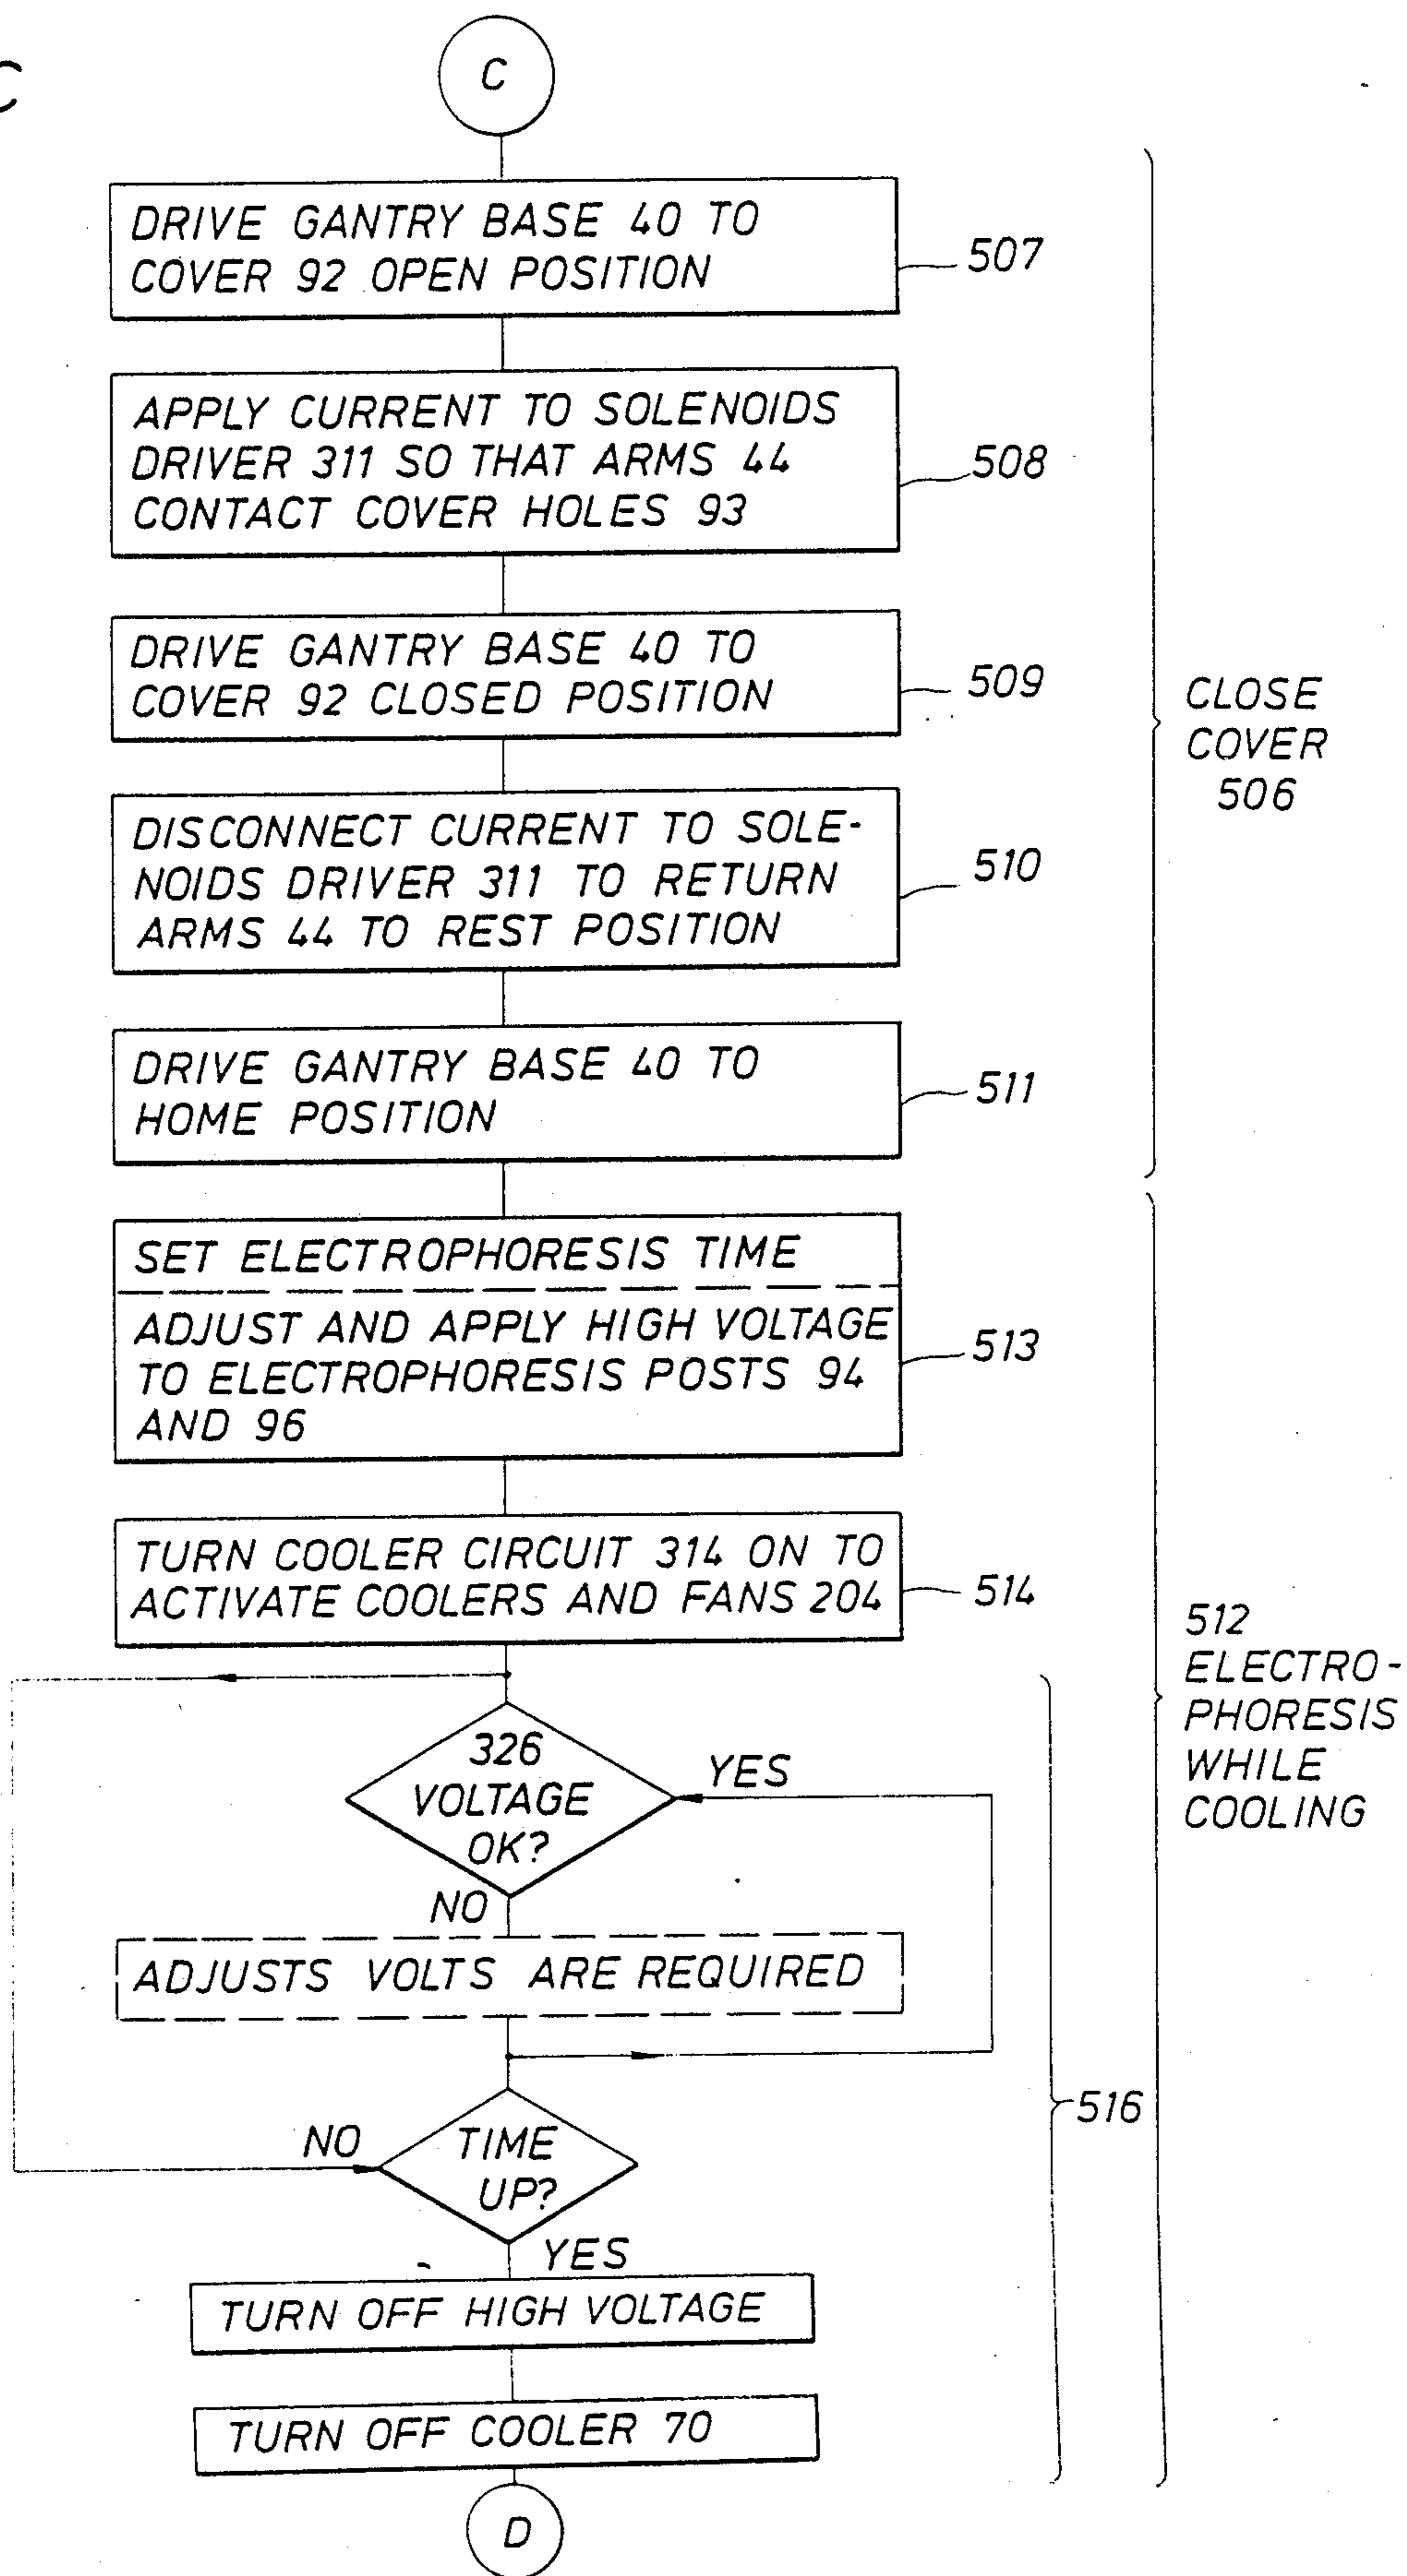 C
C
DRIVE GANTRY BASE 40 TO
COVER 92 OPEN POSITION
507
APPLY CURRENT TO SOLENOIDS
DRIVER 311 SO THAT ARMS 44
CONTACT COVER HOLES 93
508
DRIVE GANTRY BASE 40 TO
COVER 92 CLOSED POSITION
509
CLOSE
COVER
506
DISCONNECT CURRENT TO SOLE-
NOIDS DRIVER 311 TO RETURN
ARMS 44 TO REST POSITION
510
DRIVE GANTRY BASE 40 TO
HOME POSITION
511
SET ELECTROPHORESIS TIME
ADJUST AND APPLY HIGH VOLTAGE
TO ELECTROPHORESIS POSTS 94
AND 96
513
TURN COOLER CIRCUIT 314 ON TO
ACTIVATE COOLERS AND FANS 204
514
512
ELECTRO-
PHORESIS
WHILE
COOLING
326
VOLTAGE
OK?
YES
NO
ADJUSTS VOLTS ARE REQUIRED
516
NO
TIME
UP?
YES
TURN OFF HIGH VOLTAGE
TURN OFF COOLER 70
D